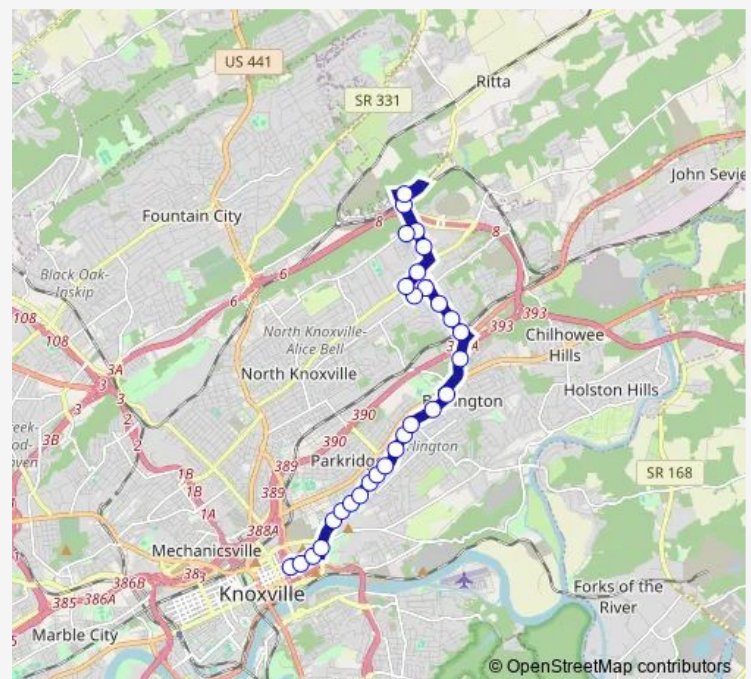 US 441
Ritta
SR 331
John Sevie
Fountain City
8
8
Black Oak-
Inskip
6
6
393
108
108
North Knoxville-
Alice Bell
393
Chilhowee
Hills
3A
3
3
North Knoxville
2
2
Holston Hills
390
3B
390
Parkridge
389
SR 168
1B
1B
389
1A
388A
Mechanicsville
386B
383
Knoxville
385-386A
Forks of the
River
Marble City
© OpenStreetMap contributors